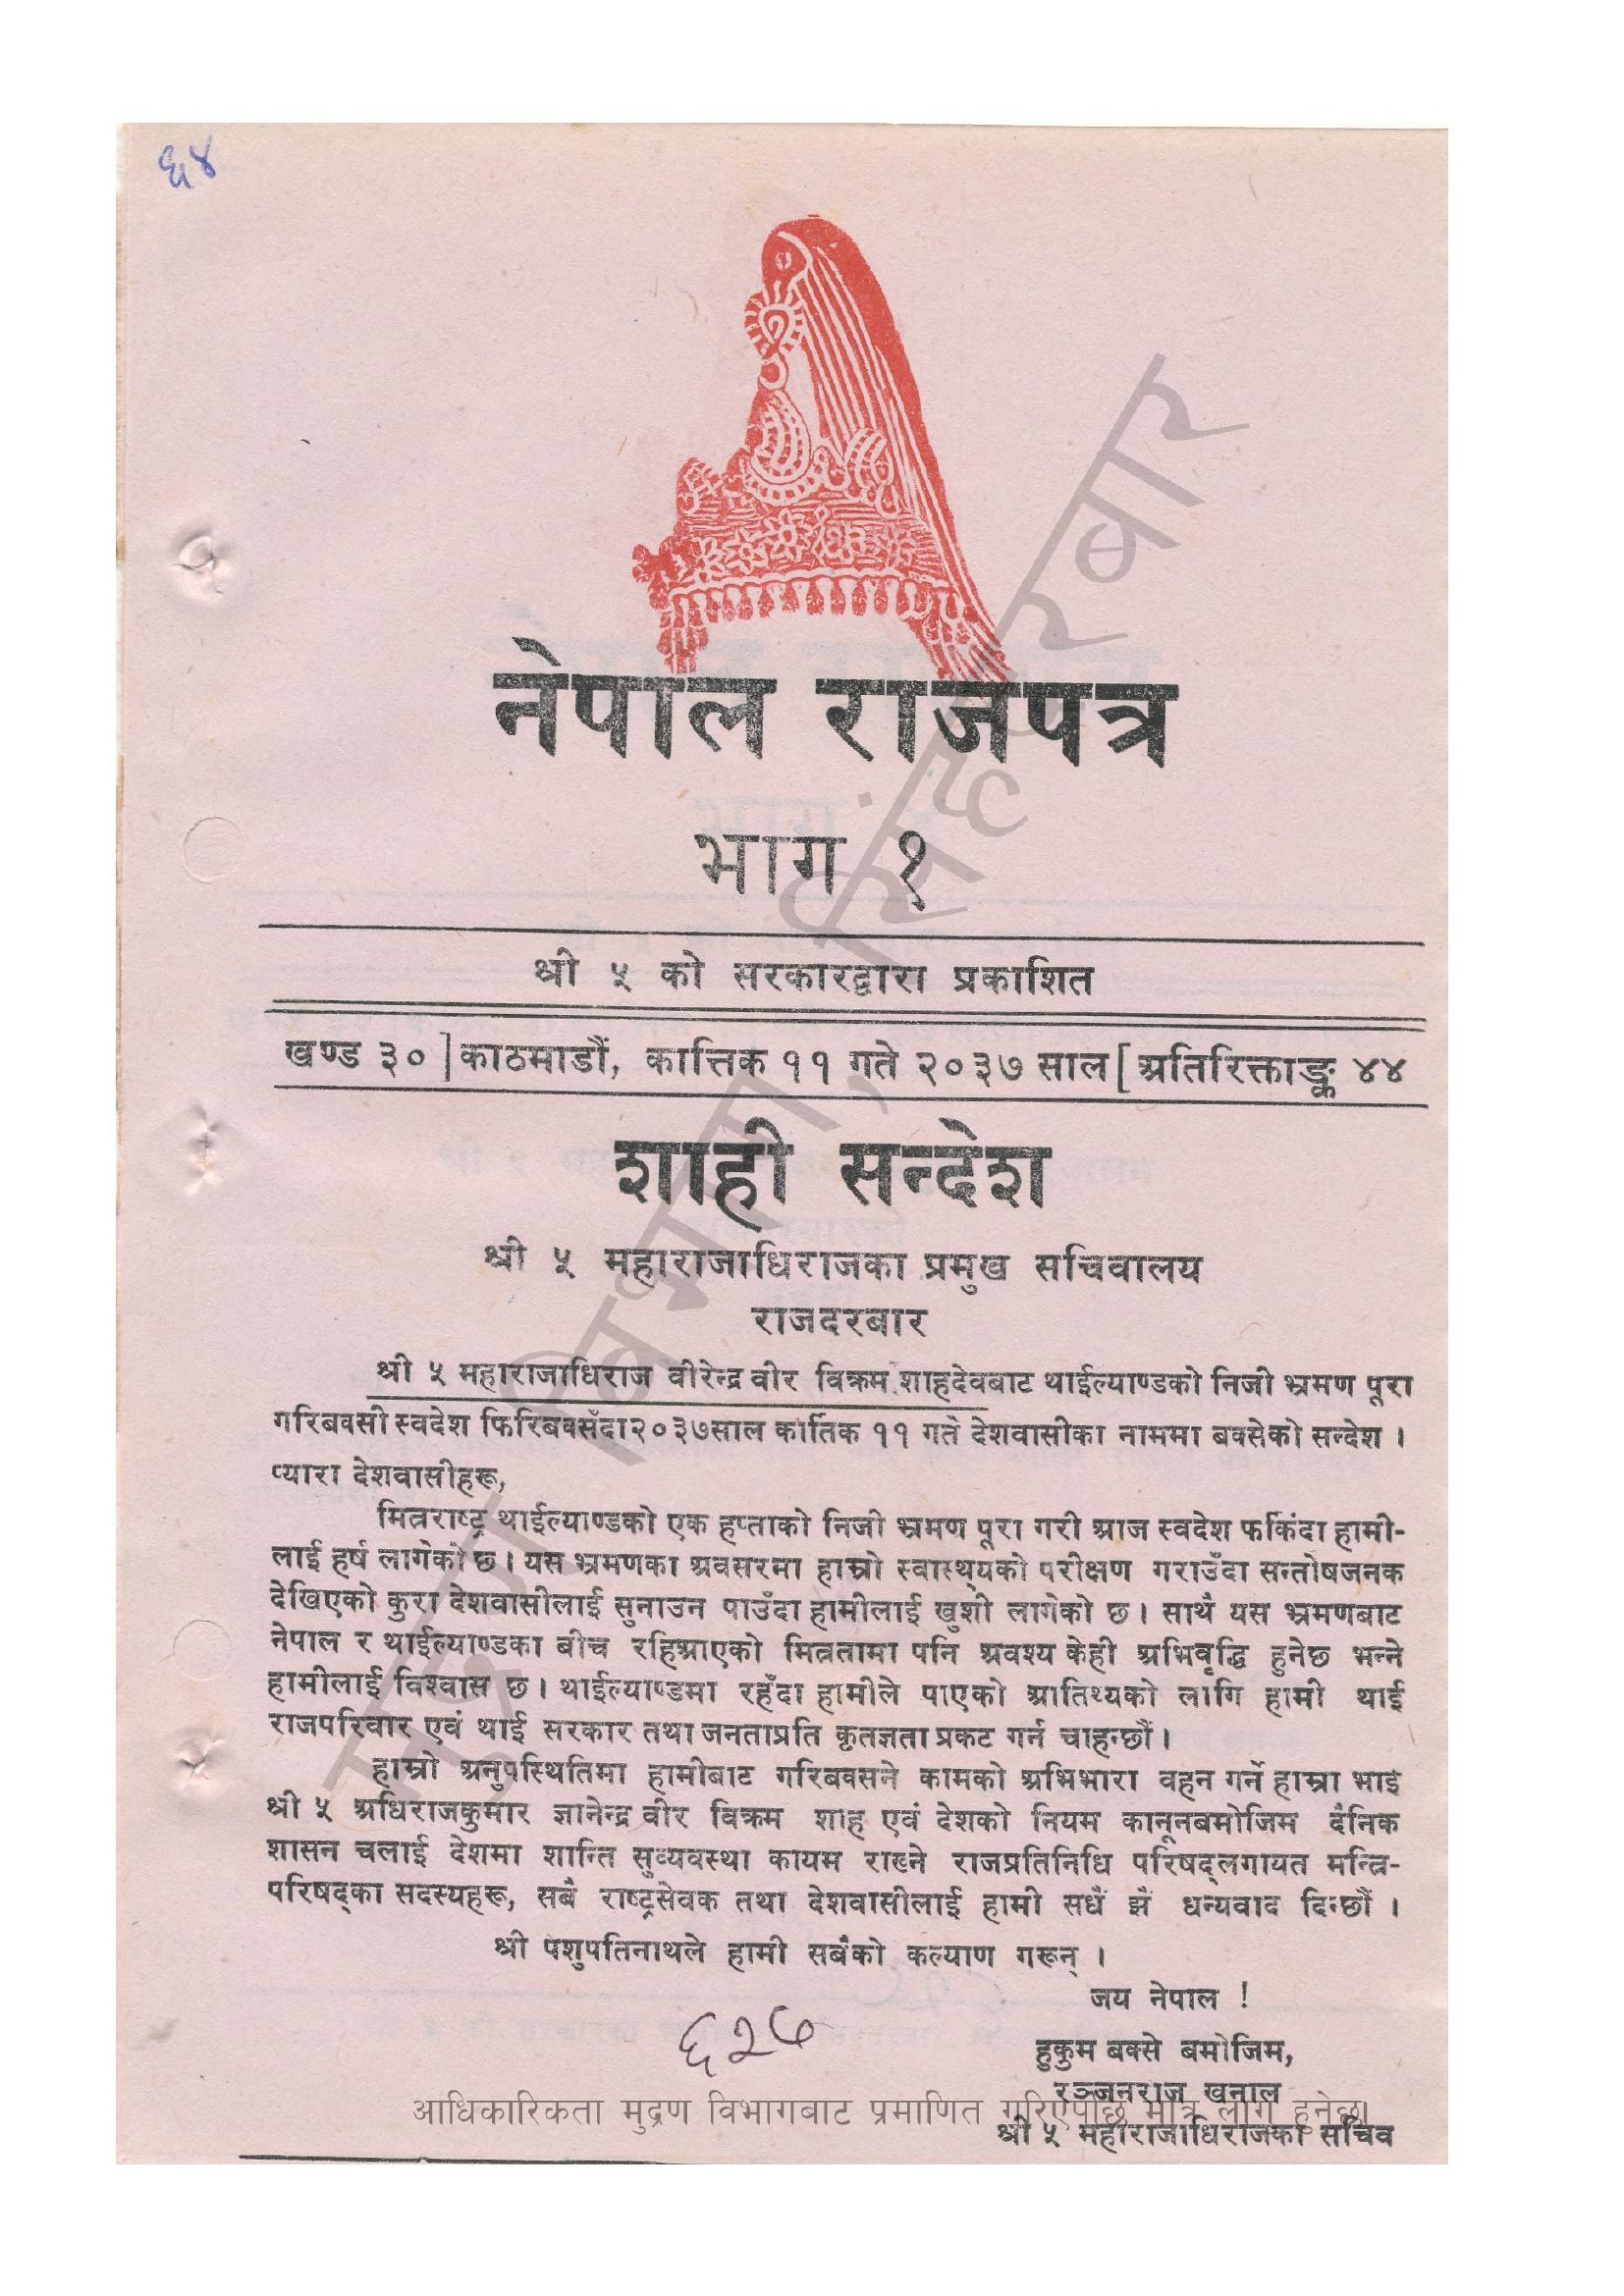 ६४
नेपाल राजपत्र
भाग १
श्री ५ को सरकारद्वारा प्रकाशित
खण्ड ३०] काठमाडौं, कात्तिक ११ गते २०३७ साल [अतिरिक्ताङ्क ४४
शाही सन्देश
श्री ५ महाराजाधिराजका प्रमुख सचिवालय
राजदरबार
श्री ५ महाराजाधिराज वीरेन्द्र वीर विक्रम शाहदेवबाट थाईल्याण्डको निजी भ्रमण पूरा
गरिबक्सी स्वदेश फिरिबक्सँदा २०३७ साल कार्तिक ११ गते देशवासीका नाममा बक्सेको सन्देश ।
प्यारा देशवासीहरू,
मित्रराष्ट्र थाईल्याण्डको एक हप्ताको निजी भ्रमण पूरा गरी आज स्वदेश फर्किंदा हामी-
लाई हर्ष लागेको छ । यस भ्रमणका अवसरमा हाम्रो स्वास्थ्यको परीक्षण गराउँदा सन्तोषजनक
देखिएको कुरा देशवासीलाई सुनाउन पाउँदा हामीलाई खुशी लागेको छ । साथै यस भ्रमणबाट
नेपाल र थाईल्याण्डका बीच रहिआएको मित्रतामा पनि अवश्य केही अभिवृद्धि हुनेछ भन्ने
हामीलाई विश्वास छ । थाईल्याण्डमा रहँदा हामीले पाएको आतिथ्यको लागि हामी थाई
राजपरिवार एवं थाई सरकार तथा जनताप्रति कृतज्ञता प्रकट गर्न चाहन्छौं ।
हाम्रो अनुपस्थितिमा हामीबाट गरिबक्सने कामको अभिभारा वहन गर्ने हाम्रा भाइ
श्री ५ अधिराजकुमार ज्ञानेन्द्र वीर विक्रम शाह एवं देशको नियम कानूनबमोजिम दैनिक
शासन चलाई देशमा शान्ति सुव्यवस्था कायम राख्ने राजप्रतिनिधि परिषद्लगायत मन्त्रि-
परिषद्का सदस्यहरू, सबै राष्ट्रसेवक तथा देशवासीलाई हामी सधैं झैं धन्यवाद दिन्छौं ।
श्री पशुपतिनाथले हामी सबैको कल्याण गरून् ।
जय नेपाल !
६२७
हुकुम बक्से बमोजिम,
रञ्जनराज खनाल
श्री ५ महाराजाधिराजका सचिव
आधिकारिकता मुद्रण विभागबाट प्रमाणित गरिएपछि मात्र लागु हुनेछ।
मुद्रण विभाग, सिंहदरबार